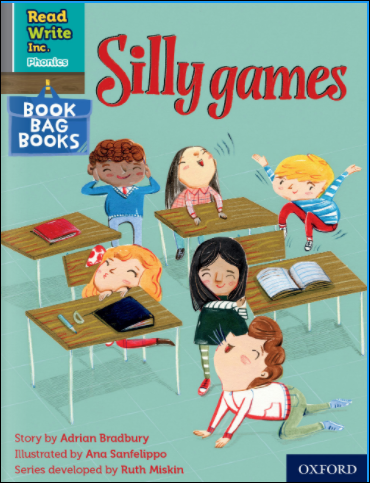 Read
Write
Inc.
Phonics
BOOK
BAG
BOOKS
Silly games
Story by Adrian Bradbury
Illustrated by Ana Sanfelippo
Series developed by Ruth Miskin
OXFORD